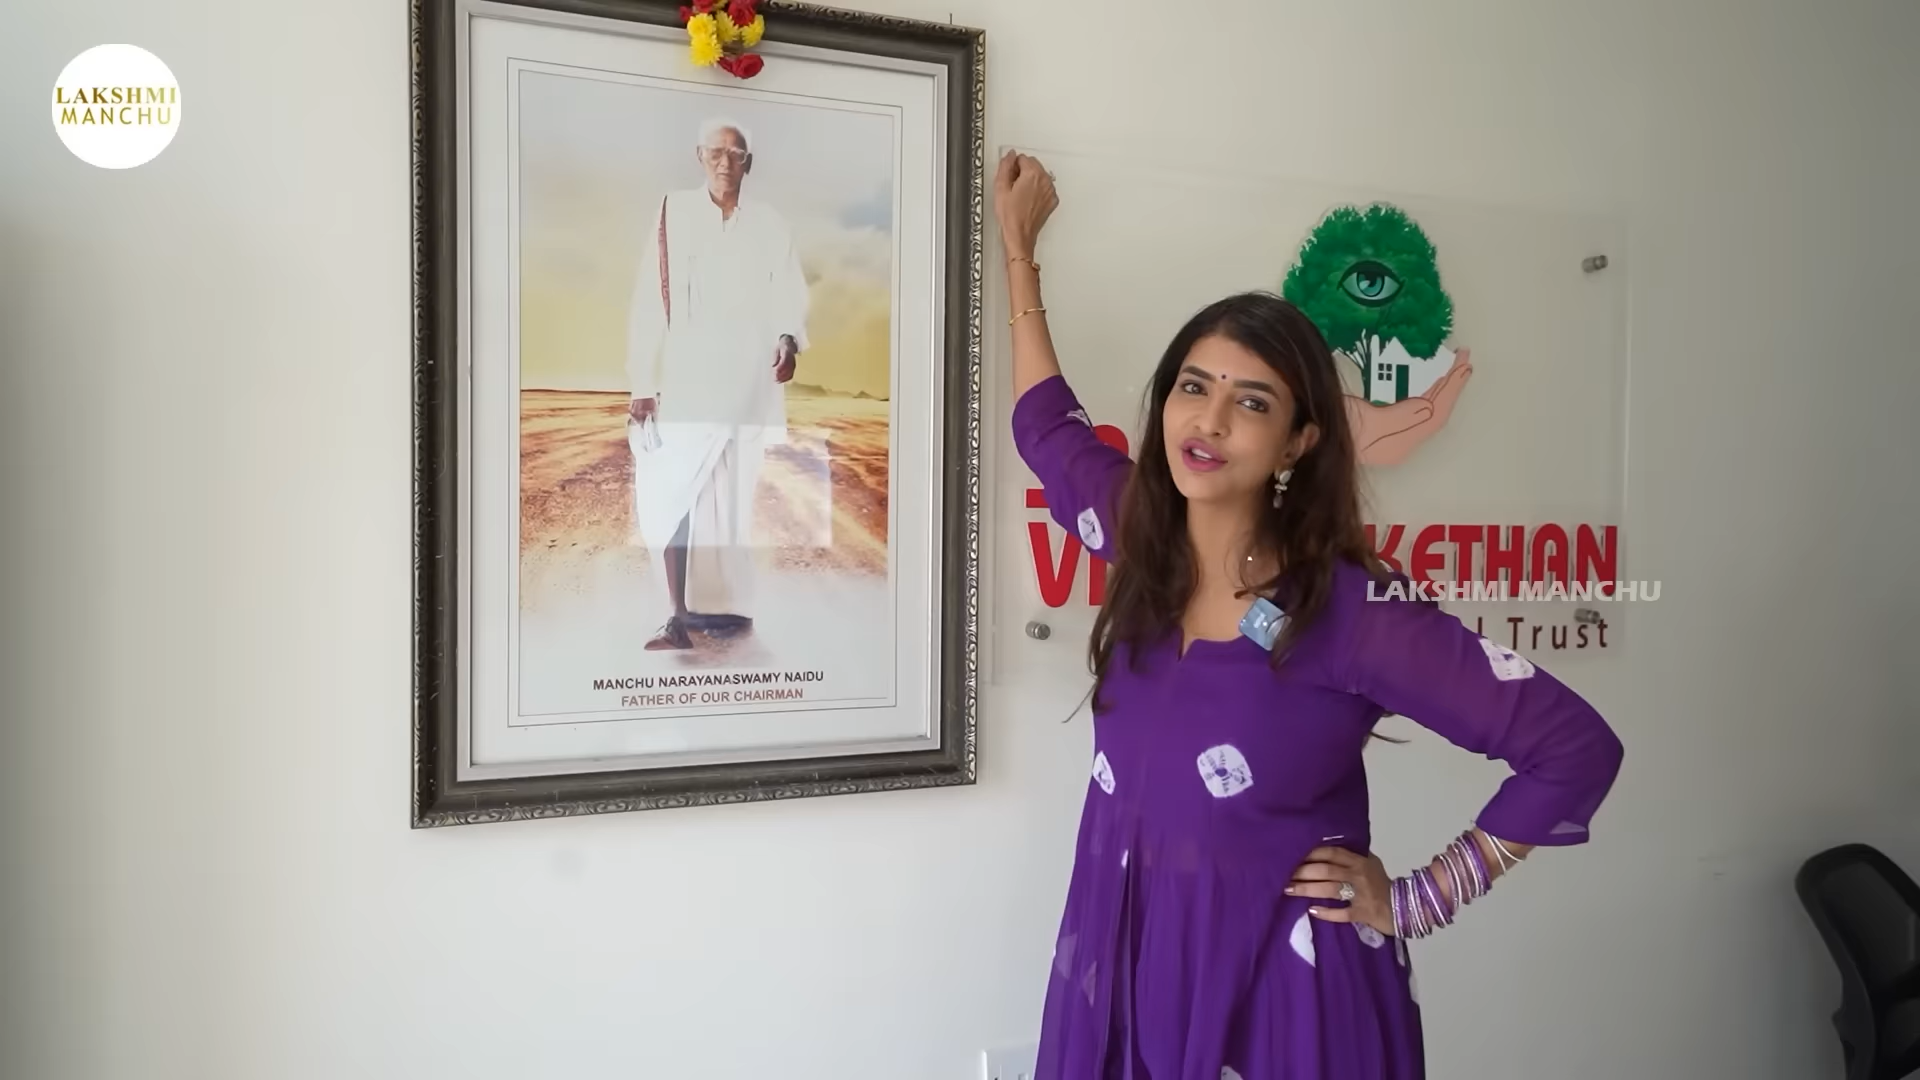 LAKSHMI
MANCHU
MANCHU NARAYANASWAMY NAIDU
FATHER OF OUR CHAIRMAN
KETHAN
LAKSHMI MANCHU
Trust